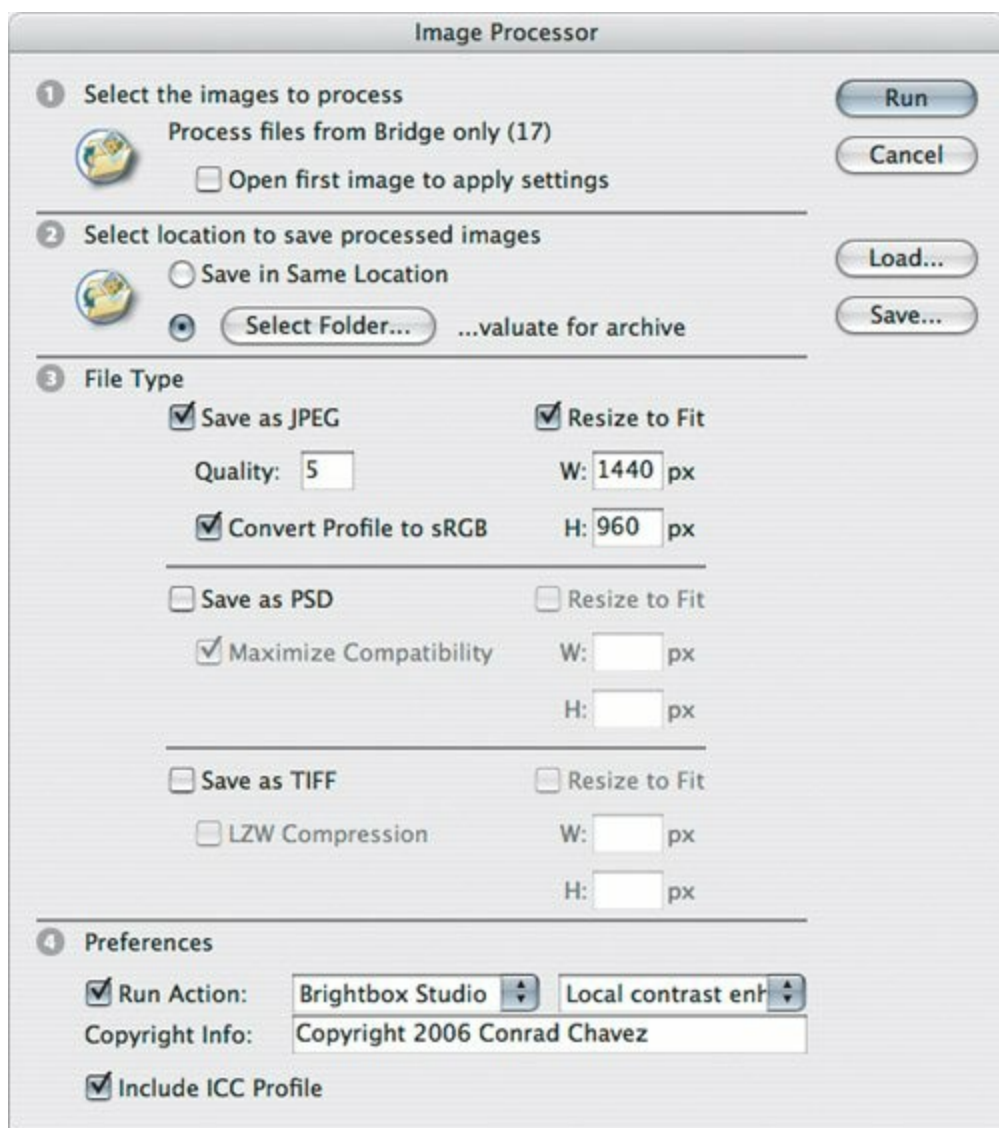 Image Processor
1 Select the images to process
Run
Process files from Bridge only (17)
Cancel
Open first image to apply settings
2 Select location to save processed images
Load...
Save in Same Location
Save...
Select Folder... ...valuate for archive
3 File Type
Save as JPEG Resize to Fit
Quality: 5 W: 1440 px
Convert Profile to sRGB H: 960 px
Save as PSD Resize to Fit
Maximize Compatibility W: px
H: px
Save as TIFF Resize to Fit
LZW Compression W: px
H: px
4 Preferences
Run Action: Brightbox Studio Local contrast enh
Copyright Info: Copyright 2006 Conrad Chavez
Include ICC Profile